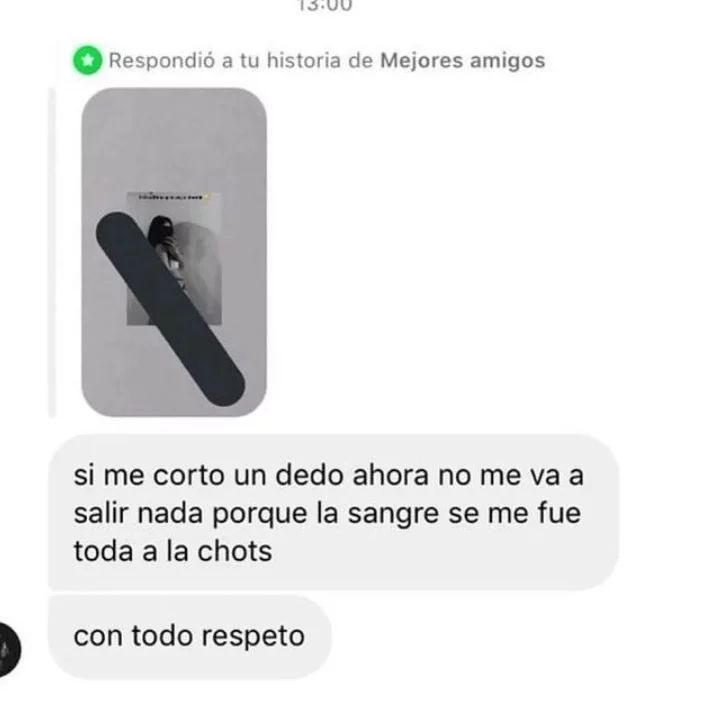 13:00
Respondió a tu historia de Mejores amigos
si me corto un dedo ahora no me va a
salir nada porque la sangre se me fue
toda a la chots
con todo respeto